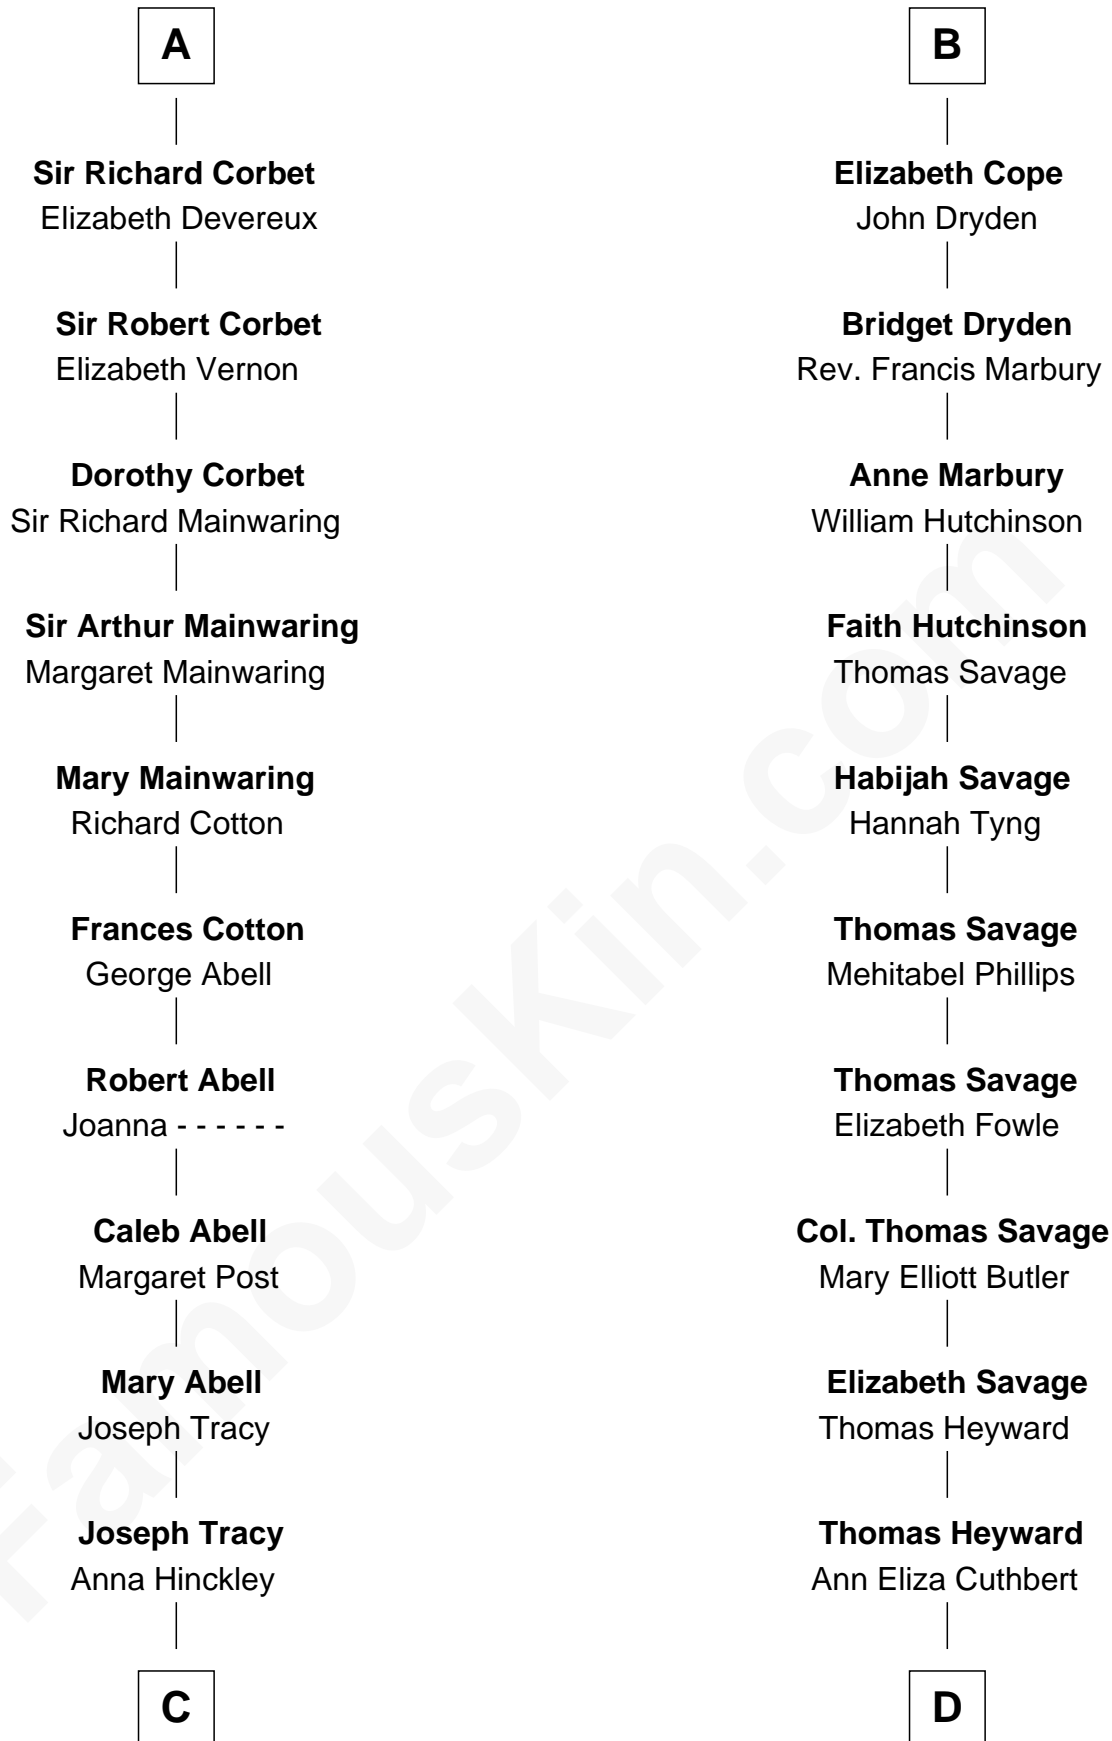 A
Sir Richard Corbet
Elizabeth Devereux
Sir Robert Corbet
Elizabeth Vernon
Dorothy Corbet
Sir Richard Mainwaring
Sir Arthur Mainwaring
Margaret Mainwaring
Mary Mainwaring
Richard Cotton
Frances Cotton
George Abell
Robert Abell
Joanna - - - - - -
Caleb Abell
Margaret Post
Mary Abell
Joseph Tracy
Joseph Tracy
Anna Hinckley
C
B
Elizabeth Cope
John Dryden
Bridget Dryden
Rev. Francis Marbury
Anne Marbury
William Hutchinson
Faith Hutchinson
Thomas Savage
Habijah Savage
Hannah Tyng
Thomas Savage
Mehitabel Phillips
Thomas Savage
Elizabeth Fowle
Col. Thomas Savage
Mary Elliott Butler
Elizabeth Savage
Thomas Heyward
Thomas Heyward
Ann Eliza Cuthbert
D
FamousKin.com